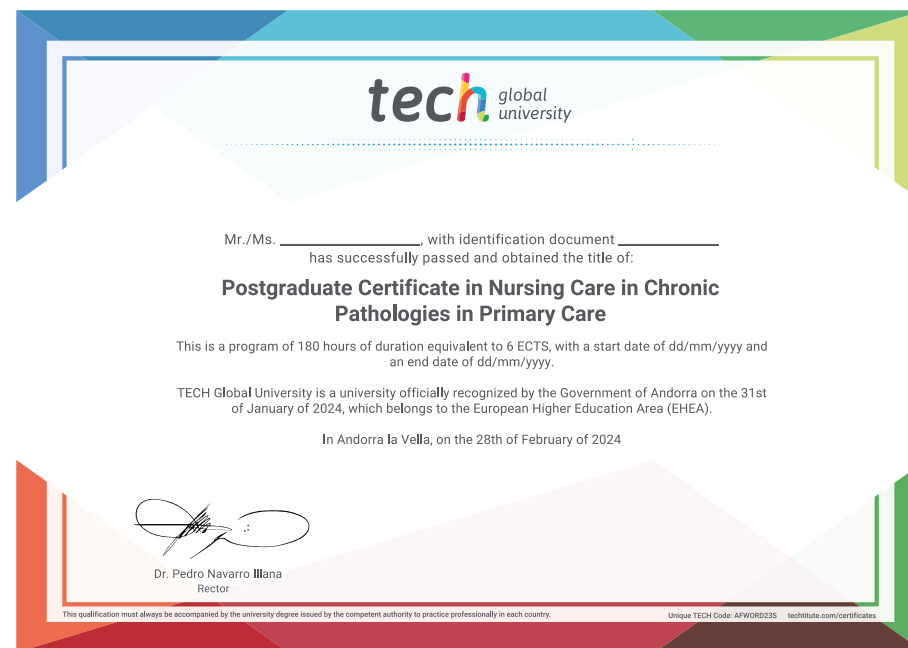 tech global
university
Mr./Ms. ____________, with identification document ____________
has successfully passed and obtained the title of:
Postgraduate Certificate in Nursing Care in Chronic
Pathologies in Primary Care
This is a program of 180 hours of duration equivalent to 6 ECTS, with a start date of dd/mm/yyyy and
an end date of dd/mm/yyyy.
TECH Global University is a university officially recognized by the Government of Andorra on the 31st
of January of 2024, which belongs to the European Higher Education Area (EHEA).
In Andorra la Vella, on the 28th of February of 2024
Dr. Pedro Navarro Illana
Rector
This qualification must always be accompanied by the university degree issued by the competent authority to practice professionally in each country.
Unique TECH Code: AFWORD23S techtitute.com/certificates